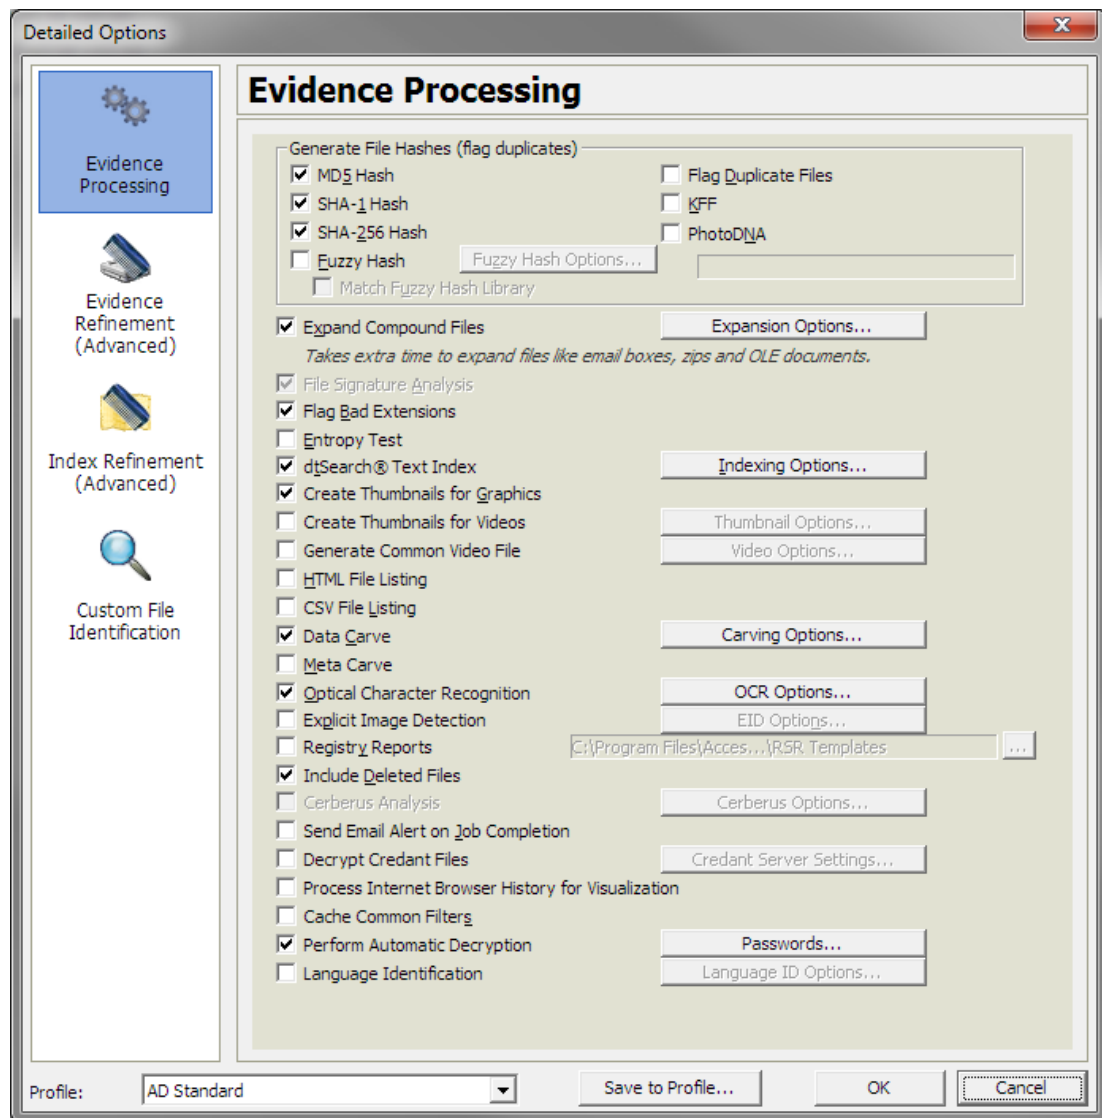 Detailed Options
Evidence
Processing
Evidence
Refinement
(Advanced)
Index Refinement
(Advanced)
Custom File
Identification
Evidence Processing
Generate File Hashes (flag duplicates)
MD5 Hash
Flag Duplicate Files
SHA-1 Hash
KFF
SHA-256 Hash
PhotoDNA
Fuzzy Hash
Fuzzy Hash Options...
Match Fuzzy Hash Library
Expand Compound Files
Expansion Options...
Takes extra time to expand files like email boxes, zips and OLE documents.
File Signature Analysis
Flag Bad Extensions
Entropy Test
dtSearch® Text Index
Indexing Options...
Create Thumbnails for Graphics
Create Thumbnails for Videos
Thumbnail Options...
Generate Common Video File
Video Options...
HTML File Listing
CSV File Listing
Data Carve
Carving Options...
Meta Carve
Optical Character Recognition
OCR Options...
Explicit Image Detection
EID Options...
Registry Reports
C:\Program Files\Acces...\RSR Templates
...
Include Deleted Files
Cerberus Analysis
Cerberus Options...
Send Email Alert on Job Completion
Decrypt Credant Files
Credant Server Settings...
Process Internet Browser History for Visualization
Cache Common Filters
Perform Automatic Decryption
Passwords...
Language Identification
Language ID Options...
Profile:
AD Standard
Save to Profile...
OK
Cancel